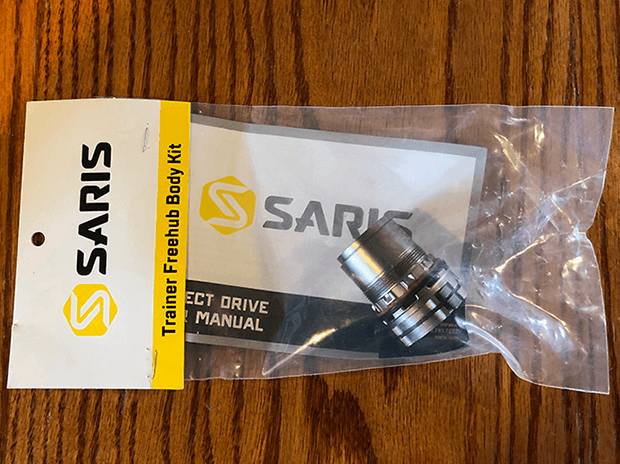 SARIS
Trainer Freehub Body Kit
SARIS
ECT DRIVE
MANUAL